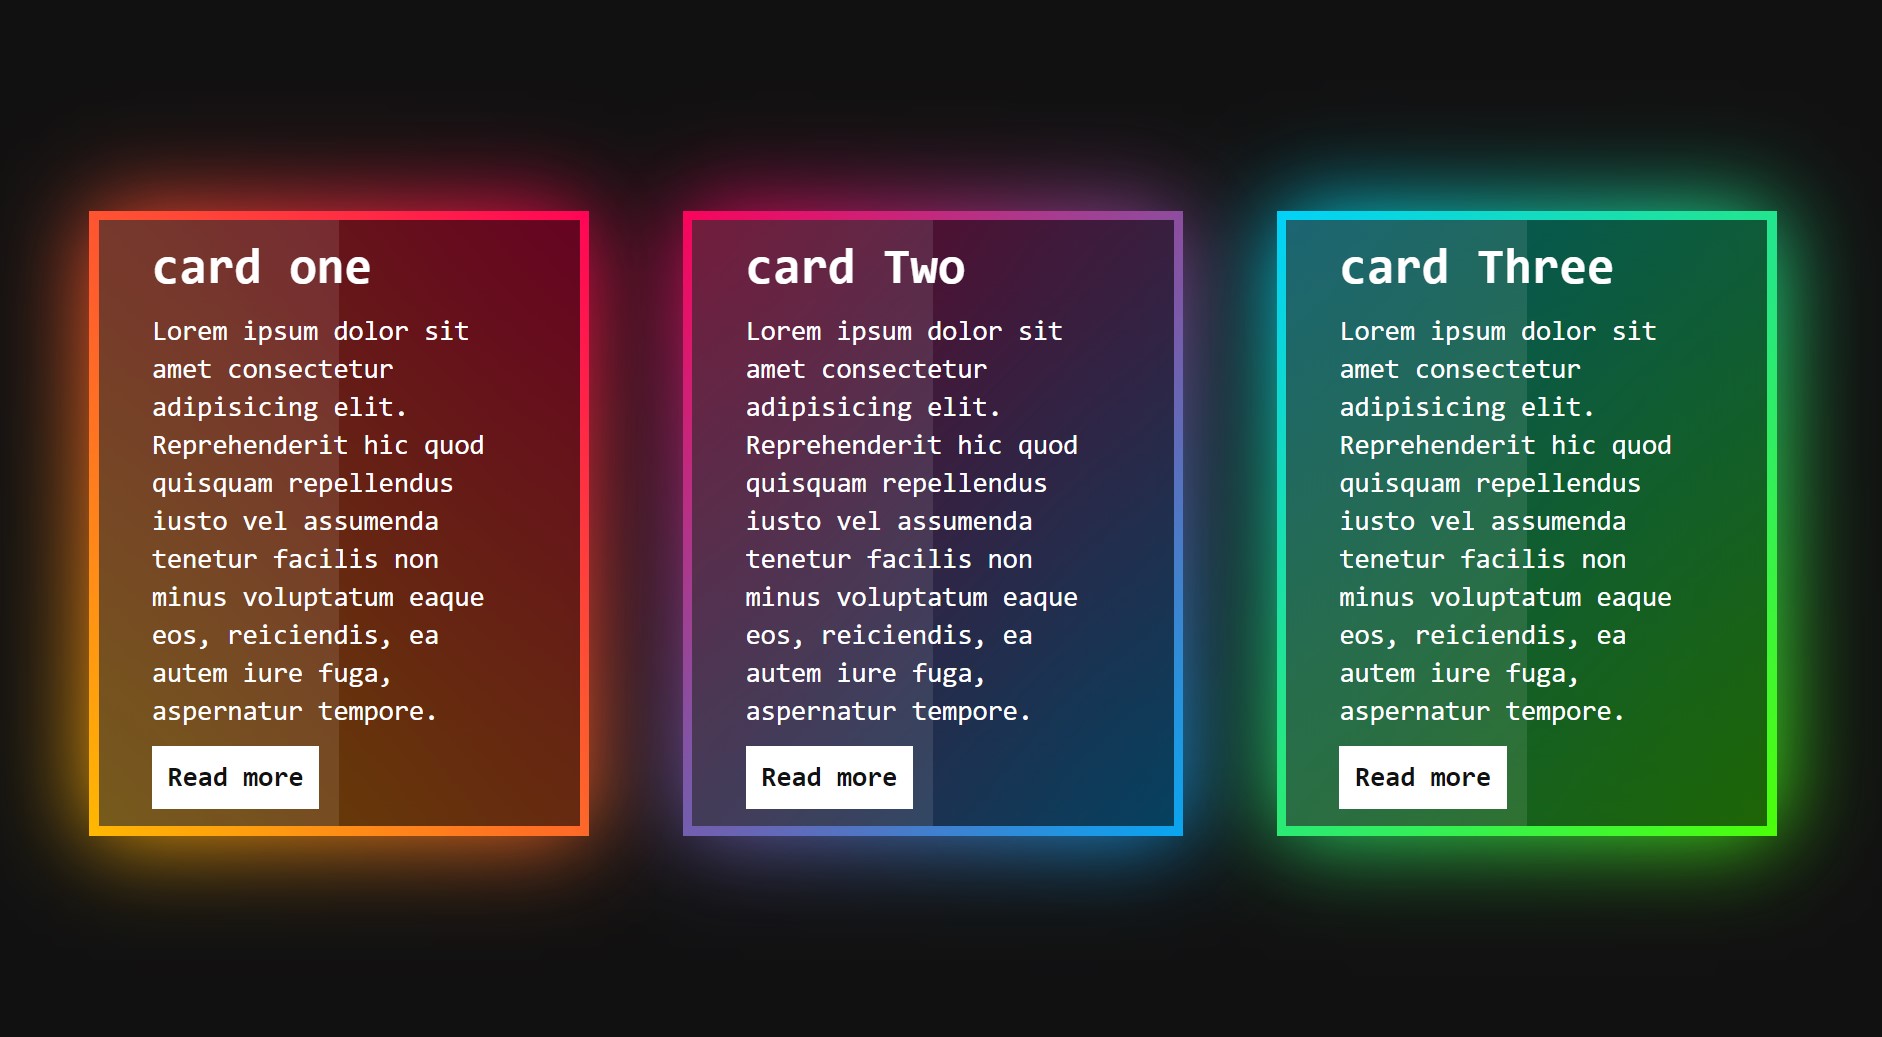 card one
Lorem ipsum dolor sit
amet consectetur
adipisicing elit.
Reprehenderit hic quod
quisquam repellendus
iusto vel assumenda
tenetur facilis non
minus voluptatum eaque
eos, reiciendis, ea
autem iure fuga,
aspernatur tempore.
Read more
card Two
Lorem ipsum dolor sit
amet consectetur
adipisicing elit.
Reprehenderit hic quod
quisquam repellendus
iusto vel assumenda
tenetur facilis non
minus voluptatum eaque
eos, reiciendis, ea
autem iure fuga,
aspernatur tempore.
Read more
card Three
Lorem ipsum dolor sit
amet consectetur
adipisicing elit.
Reprehenderit hic quod
quisquam repellendus
iusto vel assumenda
tenetur facilis non
minus voluptatum eaque
eos, reiciendis, ea
autem iure fuga,
aspernatur tempore.
Read more